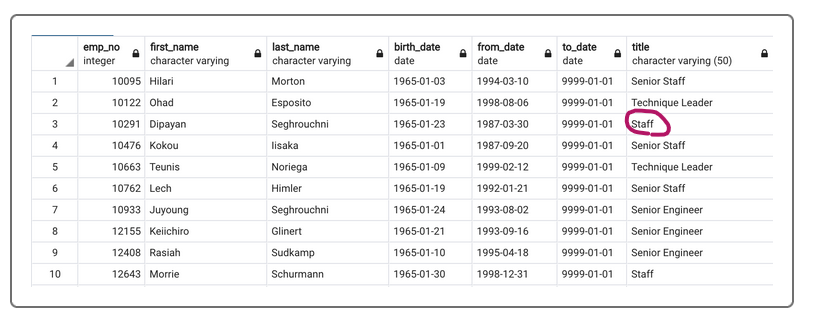 emp_no first_name last_name birth_date from_date to_date title
integer character varying character varying date date date character varying (50)
1 10095 Hilari Morton 1965-01-03 1994-03-10 9999-01-01 Senior Staff
2 10122 Ohad Esposito 1965-01-19 1998-08-06 9999-01-01 Technique Leader
3 10291 Dipayan Seghrouchni 1965-01-23 1987-03-30 9999-01-01 Staff
4 10476 Kokou Iisaka 1965-01-01 1987-09-20 9999-01-01 Senior Staff
5 10663 Teunis Noriega 1965-01-09 1999-02-12 9999-01-01 Technique Leader
6 10762 Lech Himler 1965-01-19 1992-01-21 9999-01-01 Senior Staff
7 10933 Juyoung Seghrouchni 1965-01-24 1993-08-02 9999-01-01 Senior Engineer
8 12155 Keiichiro Glinert 1965-01-21 1993-09-16 9999-01-01 Senior Engineer
9 12408 Rasiah Sudkamp 1965-01-10 1995-04-18 9999-01-01 Senior Engineer
10 12643 Morrie Schurmann 1965-01-30 1998-12-31 9999-01-01 Staff